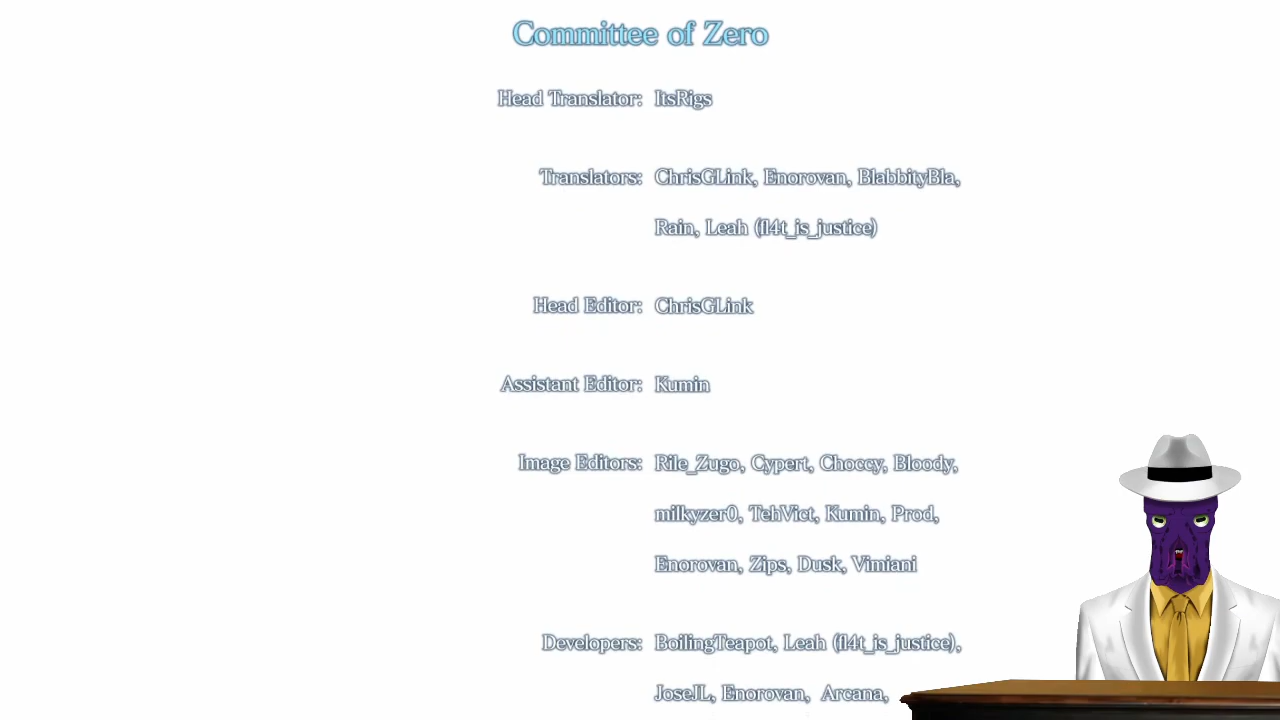 Committee of Zero
Head Translator: ItsRigs
Translators: ChrisGLink, Enorovan, BlabbityBla,
Rain, Leah (fl4t_is_justice)
Head Editor: ChrisGLink
Assistant Editor: Kumin
Image Editors: Rile_Zugo, Cypert, Choccy, Bloody,
milkyzer0, TehVict, Kumin, Prod,
Enorovan, Zips, Dusk, Vimiani
Developers: BoilingTeapot, Leah (fl4t_is_justice),
JoseJL, Enorovan, Arcana,